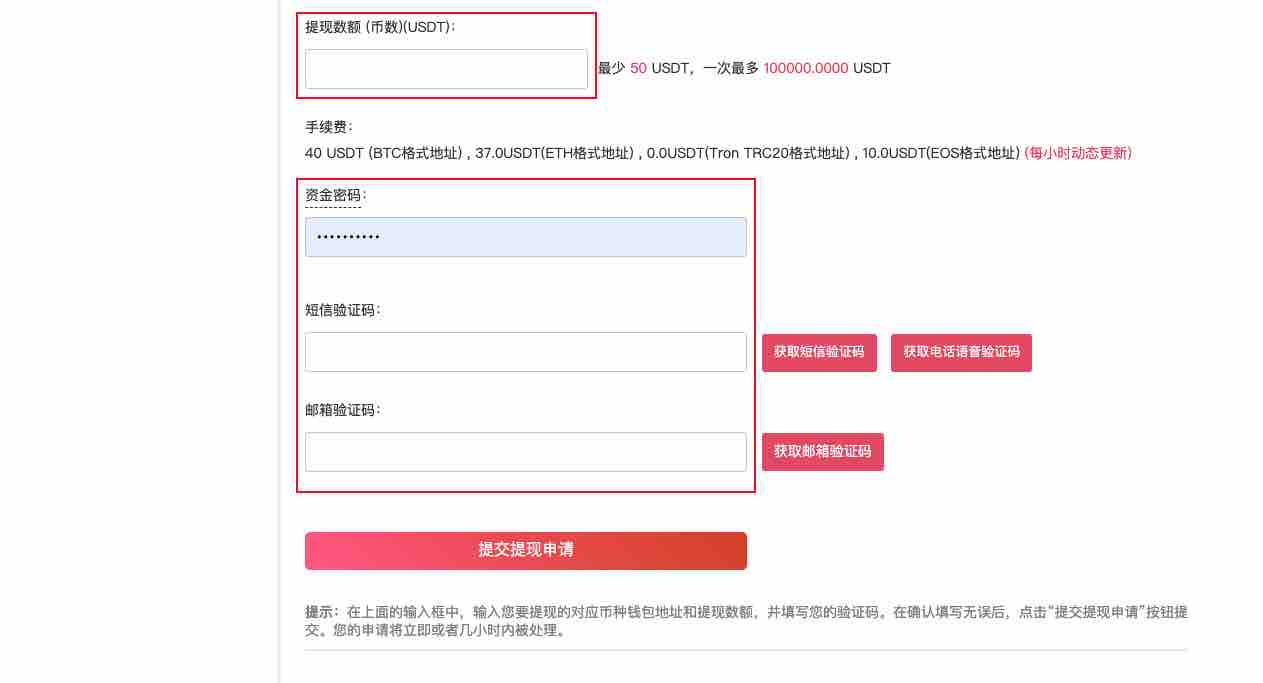 提现数额 (币数)(USDT)：
最少 50 USDT，一次最多 100000.0000 USDT
手续费：
40 USDT (BTC格式地址) , 37.0USDT(ETH格式地址) , 0.0USDT(Tron TRC20格式地址) , 10.0USDT(EOS格式地址) (每小时动态更新)
资金密码：
••••••••••
短信验证码：
获取短信验证码 获取电话语音验证码
邮箱验证码：
获取邮箱验证码
提交提现申请
提示：在上面的输入框中，输入您要提现的对应币种钱包地址和提现数额，并填写您的验证码。在确认填写无误后，点击“提交提现申请”按钮提
交。您的申请将立即或者几小时内被处理。